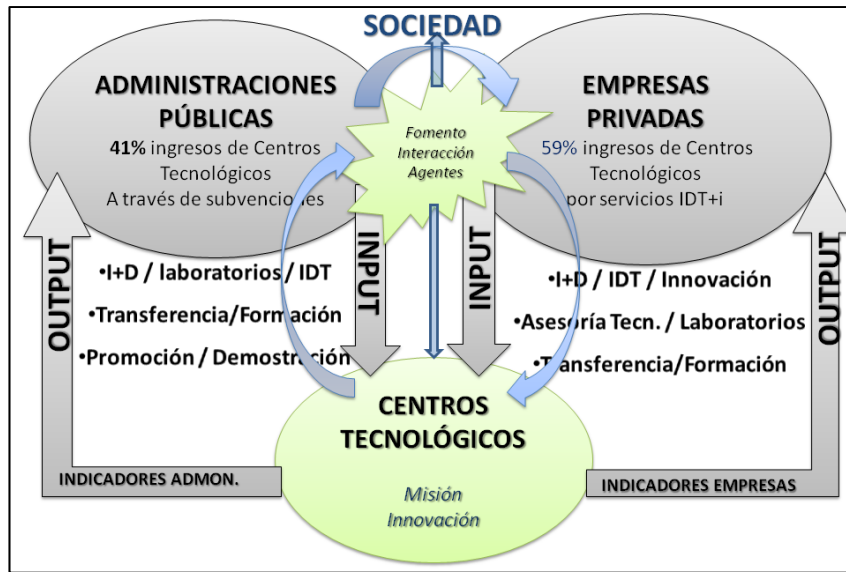 SOCIEDAD
ADMINISTRACIONES
PÚBLICAS
41% ingresos de Centros
Tecnológicos
A través de subvenciones
Fomento
Interacción
Agentes
EMPRESAS
PRIVADAS
59% ingresos de Centros
Tecnológicos
por servicios IDT+i
OUTPUT
•I+D / laboratorios / IDT
•Transferencia/Formación
•Promoción / Demostración
INPUT
INPUT
•I+D / IDT / Innovación
•Asesoría Tecn. / Laboratorios
•Transferencia/Formación
OUTPUT
CENTROS
TECNOLÓGICOS
Misión
Innovación
INDICADORES ADMON.
INDICADORES EMPRESAS